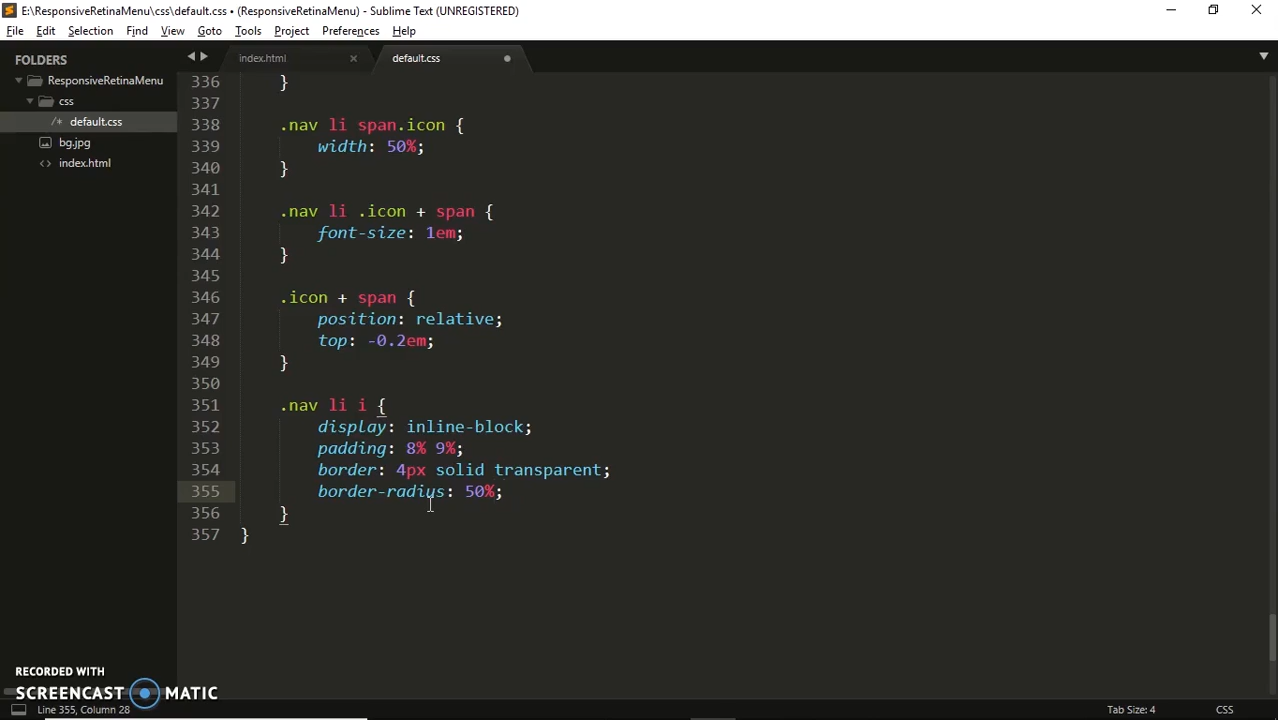 E:\ResponsiveRetinaMenu\css\default.css • (ResponsiveRetinaMenu) - Sublime Text (UNREGISTERED)
File Edit Selection Find View Goto Tools Project Preferences Help
FOLDERS
ResponsiveRetinaMenu
css
/* default.css
bg.jpg
<> index.html
index.html × default.css
336 }
337
338 .nav li span.icon {
339 width: 50%;
340 }
341
342 .nav li .icon + span {
343 font-size: 1em;
344 }
345
346 .icon + span {
347 position: relative;
348 top: -0.2em;
349 }
350
351 .nav li i {
352 display: inline-block;
353 padding: 8% 9%;
354 border: 4px solid transparent;
355 border-radius: 50%;
356 }
357 }
RECORDED WITH
SCREENCAST MATIC
Line 355, Column 28
Tab Size: 4
CSS